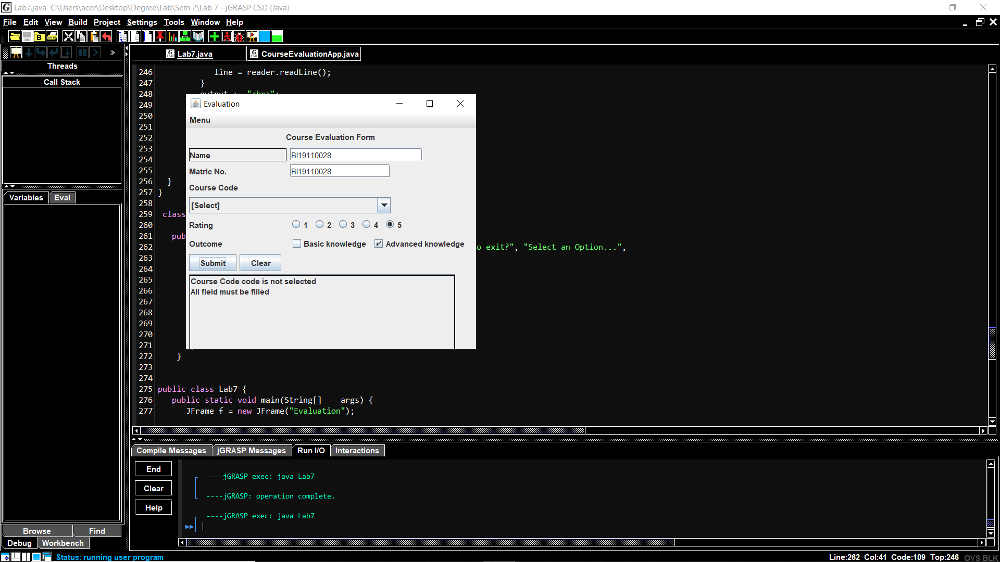 Lab7.java  C:\Users\acer\Desktop\Degree\Lab\Sem 2\Lab 7 - jGRASP CSD (Java)
File Edit View Build Project Settings Tools Window Help
Lab7.java
CourseEvaluationApp.java
Threads
Call Stack
Variables Eval
Browse Find
Debug Workbench
246 line = reader.readLine();
247 }
248 output += "<br>";
249
250
251
252
253
254
255
256 }
257 }
258
259 class
260
261 pub
262 o exit?", "Select an Option...",
263
264
265
266
267
268
269
270
271
272 }
273
274
275 public class Lab7 {
276 public static void main(String[]    args) {
277 JFrame f = new JFrame("Evaluation");
Evaluation
Menu
Course Evaluation Form
Name BI19110028
Matric No. BI19110028
Course Code
[Select]
Rating 1 2 3 4 5
Outcome Basic knowledge Advanced knowledge
Submit Clear
Course Code code is not selected
All field must be filled
Compile Messages jGRASP Messages Run I/O Interactions
End
Clear
Help
----jGRASP exec: java Lab7
----jGRASP: operation complete.
----jGRASP exec: java Lab7
Status: running user program
Line:262 Col:41 Code:109 Top:246 OVS BLK